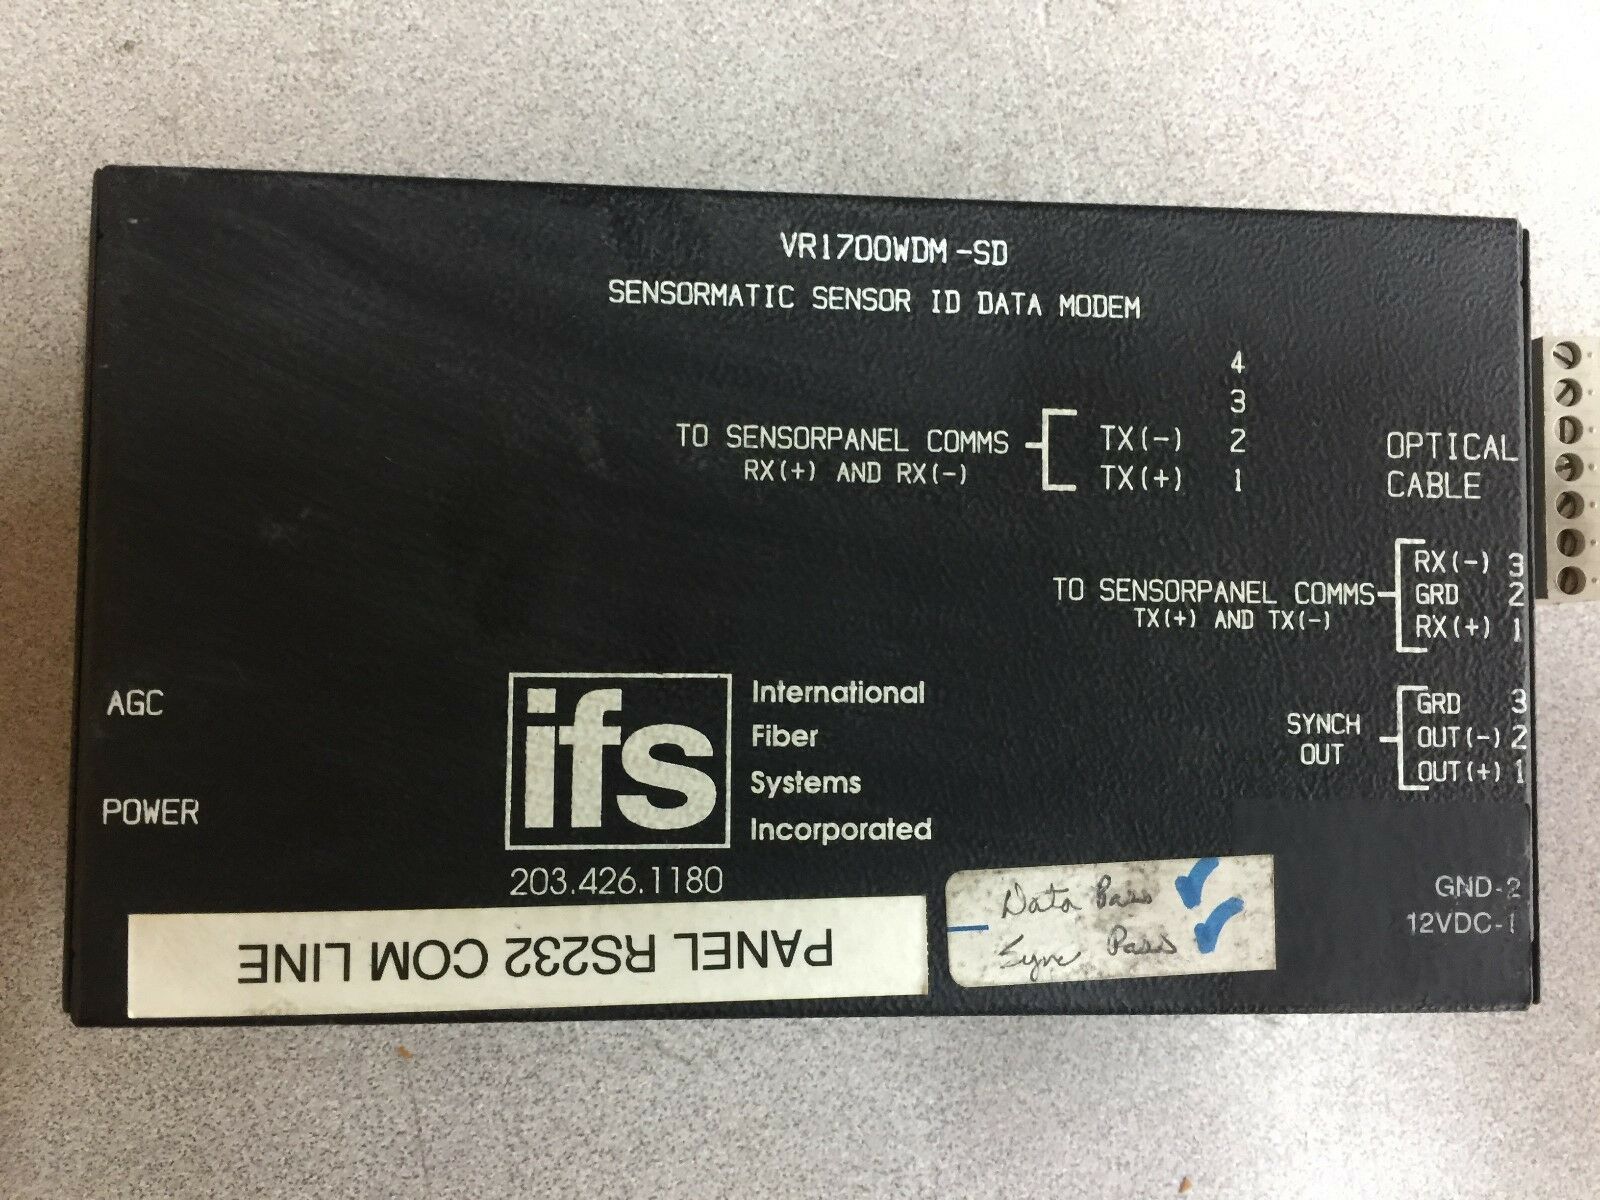 VR1700WDM-SD
SENSORMATIC SENSOR ID DATA MODEM
4
3
TO SENSORPANEL COMMS TX(-) 2
RX(+) AND RX(-) TX(+) 1
OPTICAL
CABLE
RX(-) 3
TO SENSORPANEL COMMS GRD 2
TX(+) AND TX(-) RX(+) 1
GRD 3
SYNCH OUT(-) 2
OUT OUT(+) 1
AGC
POWER
ifs
International
Fiber
Systems
Incorporated
203.426.1180
GND-2
12VDC-1
Data Pass
Sync Pass
PANEL RS232 COM LINE